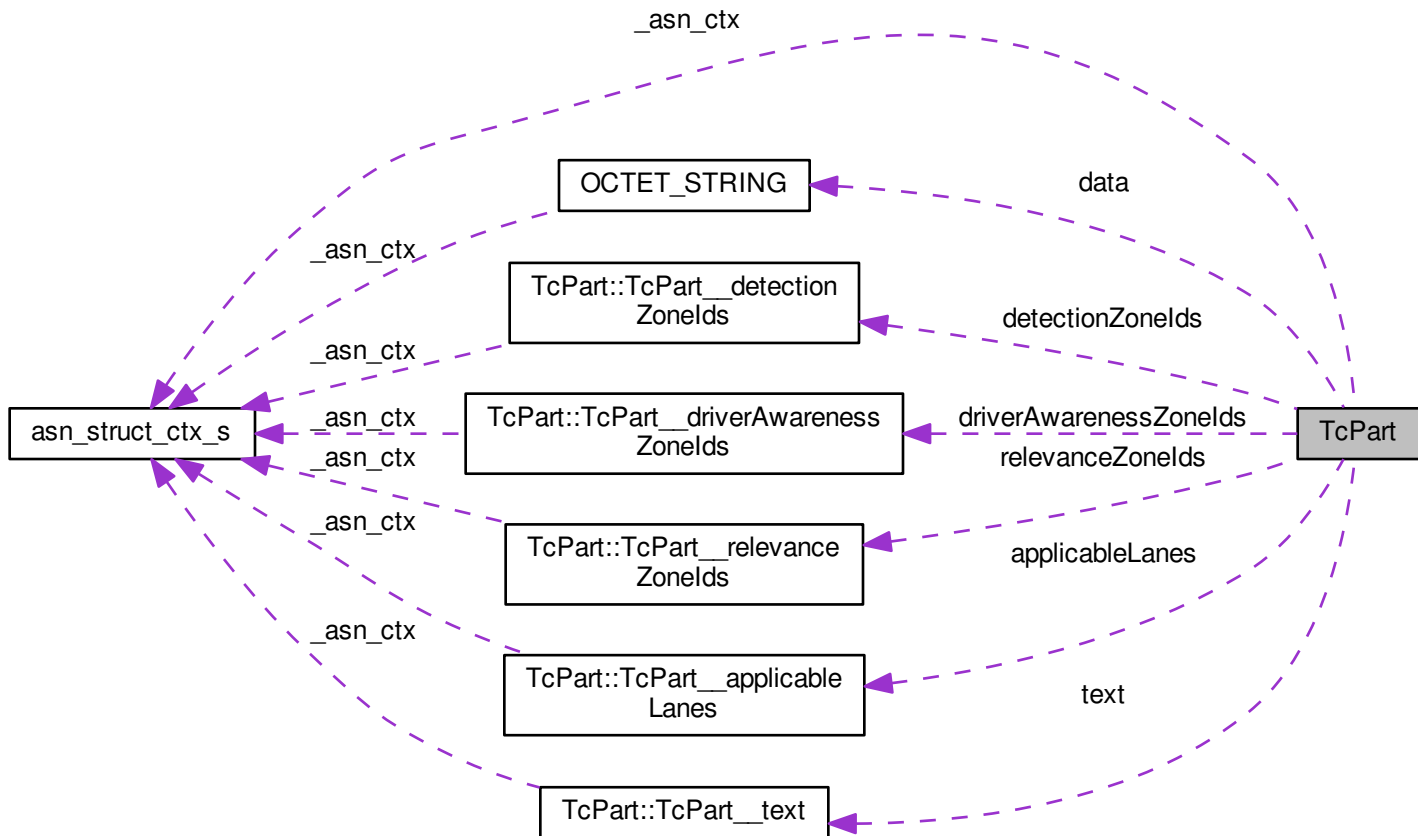 _asn_ctx
OCTET_STRING
data
_asn_ctx
TcPart::TcPart__detection
ZoneIds
detectionZoneIds
_asn_ctx
asn_struct_ctx_s
_asn_ctx
TcPart::TcPart__driverAwareness
ZoneIds
driverAwarenessZoneIds
TcPart
_asn_ctx
relevanceZoneIds
_asn_ctx
TcPart::TcPart__relevance
ZoneIds
applicableLanes
_asn_ctx
TcPart::TcPart__applicable
Lanes
text
TcPart::TcPart__text